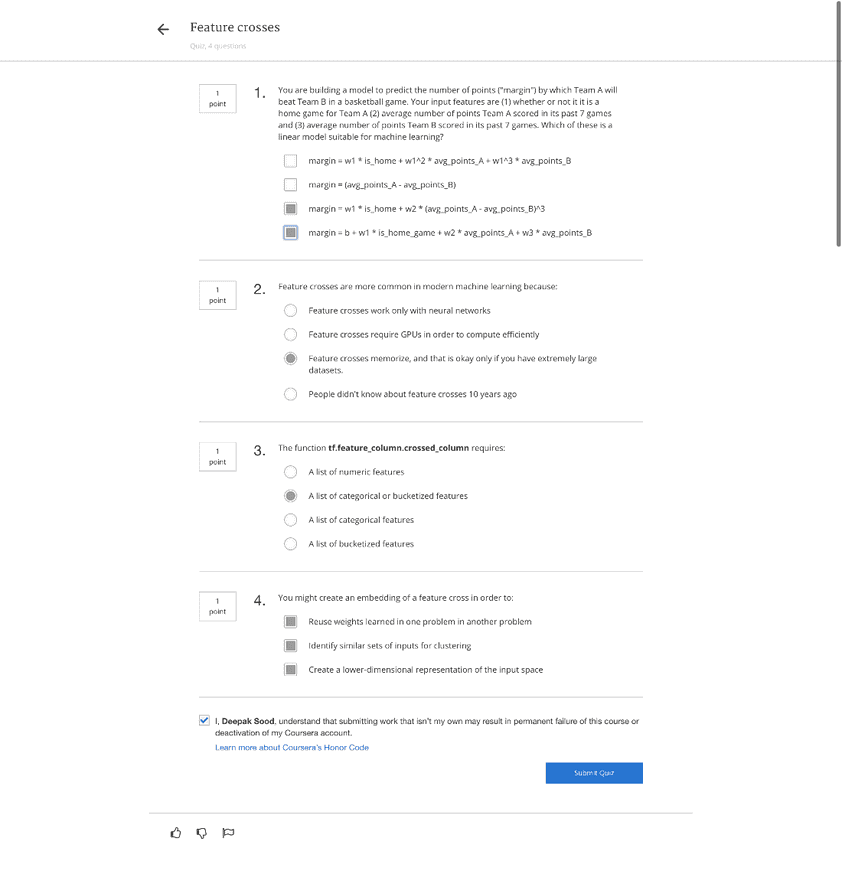 Feature crosses
Quiz, 4 questions
1
point
1.
You are building a model to predict the number of points ("margin") by which Team A will
beat Team B in a basketball game. Your input features are (1) whether or not it it is a
home game for Team A (2) average number of points Team A scored in its past 7 games
and (3) average number of points Team B scored in its past 7 games. Which of these is a
linear model suitable for machine learning?
margin = w1 * is_home + w1^2 * avg_points_A + w1^3 * avg_points_B
margin = (avg_points_A - avg_points_B)
margin = w1 * is_home + w2 * (avg_points_A - avg_points_B)^3
margin = b + w1 * is_home_game + w2 * avg_points_A + w3 * avg_points_B
1
point
2.
Feature crosses are more common in modern machine learning because:
Feature crosses work only with neural networks
Feature crosses require GPUs in order to compute efficiently
Feature crosses memorize, and that is okay only if you have extremely large
datasets.
People didn't know about feature crosses 10 years ago
1
point
3.
The function tf.feature_column.crossed_column requires:
A list of numeric features
A list of categorical or bucketized features
A list of categorical features
A list of bucketized features
1
point
4.
You might create an embedding of a feature cross in order to:
Reuse weights learned in one problem in another problem
Identify similar sets of inputs for clustering
Create a lower-dimensional representation of the input space
I, Deepak Sood, understand that submitting work that isn't my own may result in permanent failure of this course or
deactivation of my Coursera account.
Learn more about Coursera's Honor Code
Submit Quiz